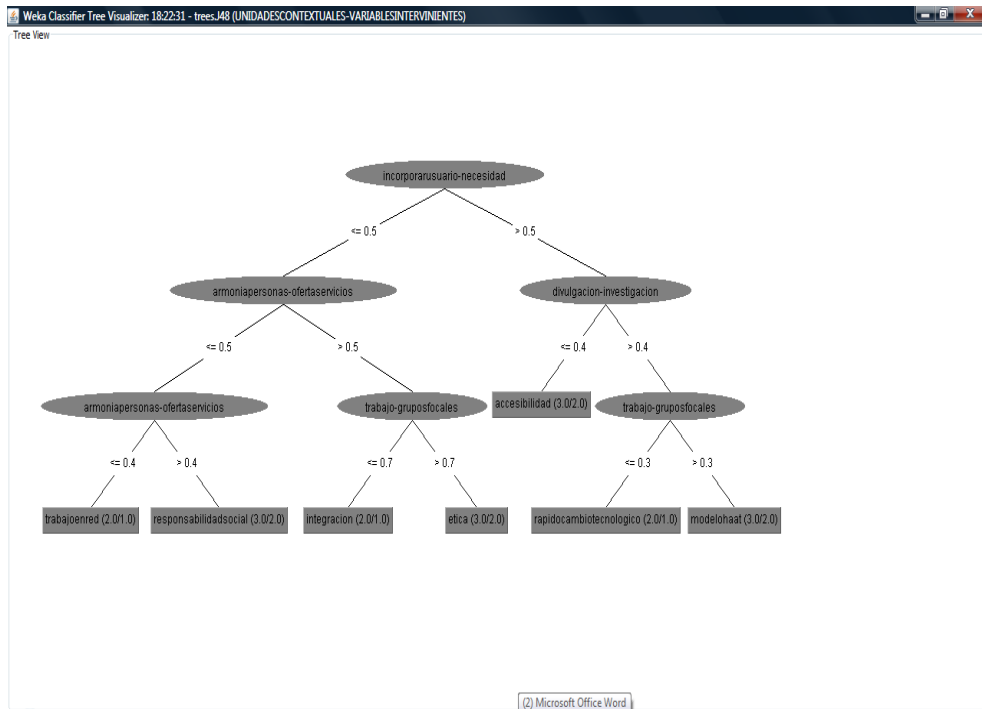 Weka Classifier Tree Visualizer: 18:22:31 - trees.J48 (UNIDADESCONTEXTUALES-VARIABLESINTERVINIENTES)
Tree View
incorporarusuario-necesidad
<= 0.5
> 0.5
armoniapersonas-ofertaservicios
divulgacion-investigacion
<= 0.5
> 0.5
<= 0.4
> 0.4
armoniapersonas-ofertaservicios
trabajo-gruposfocales
accesibilidad (3.0/2.0)
trabajo-gruposfocales
<= 0.4
> 0.4
<= 0.7
> 0.7
<= 0.3
> 0.3
trabajoenred (2.0/1.0)
responsabilidadsocial (3.0/2.0)
integracion (2.0/1.0)
etica (3.0/2.0)
rapidocambiotecnologico (2.0/1.0)
modelohaat (3.0/2.0)
(2) Microsoft Office Word